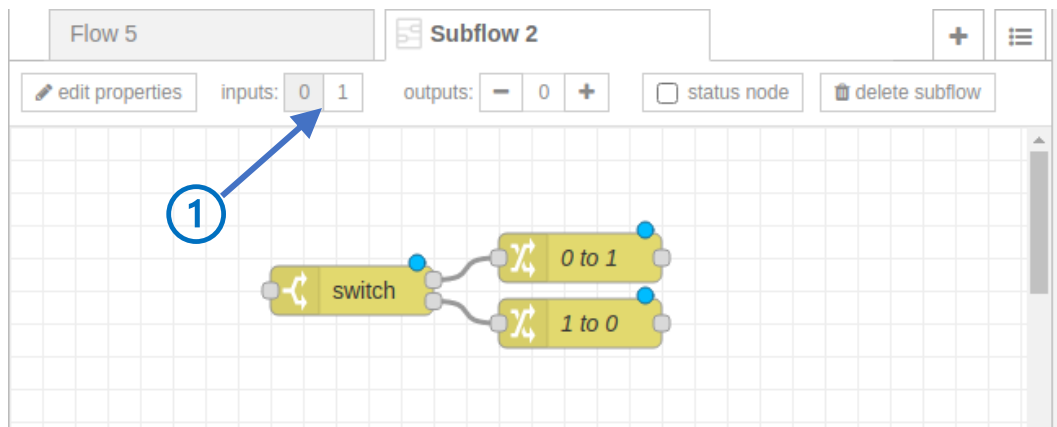 Flow 5 Subflow 2 +
edit properties inputs: 0 1 outputs: − 0 + status node delete subflow
1
0 to 1
switch
1 to 0